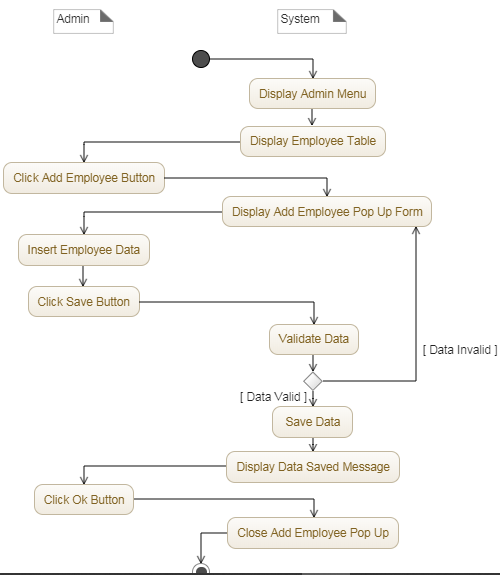 Admin
System
Display Admin Menu
Display Employee Table
Click Add Employee Button
Display Add Employee Pop Up Form
Insert Employee Data
Click Save Button
Validate Data
[ Data Invalid ]
[ Data Valid ]
Save Data
Display Data Saved Message
Click Ok Button
Close Add Employee Pop Up